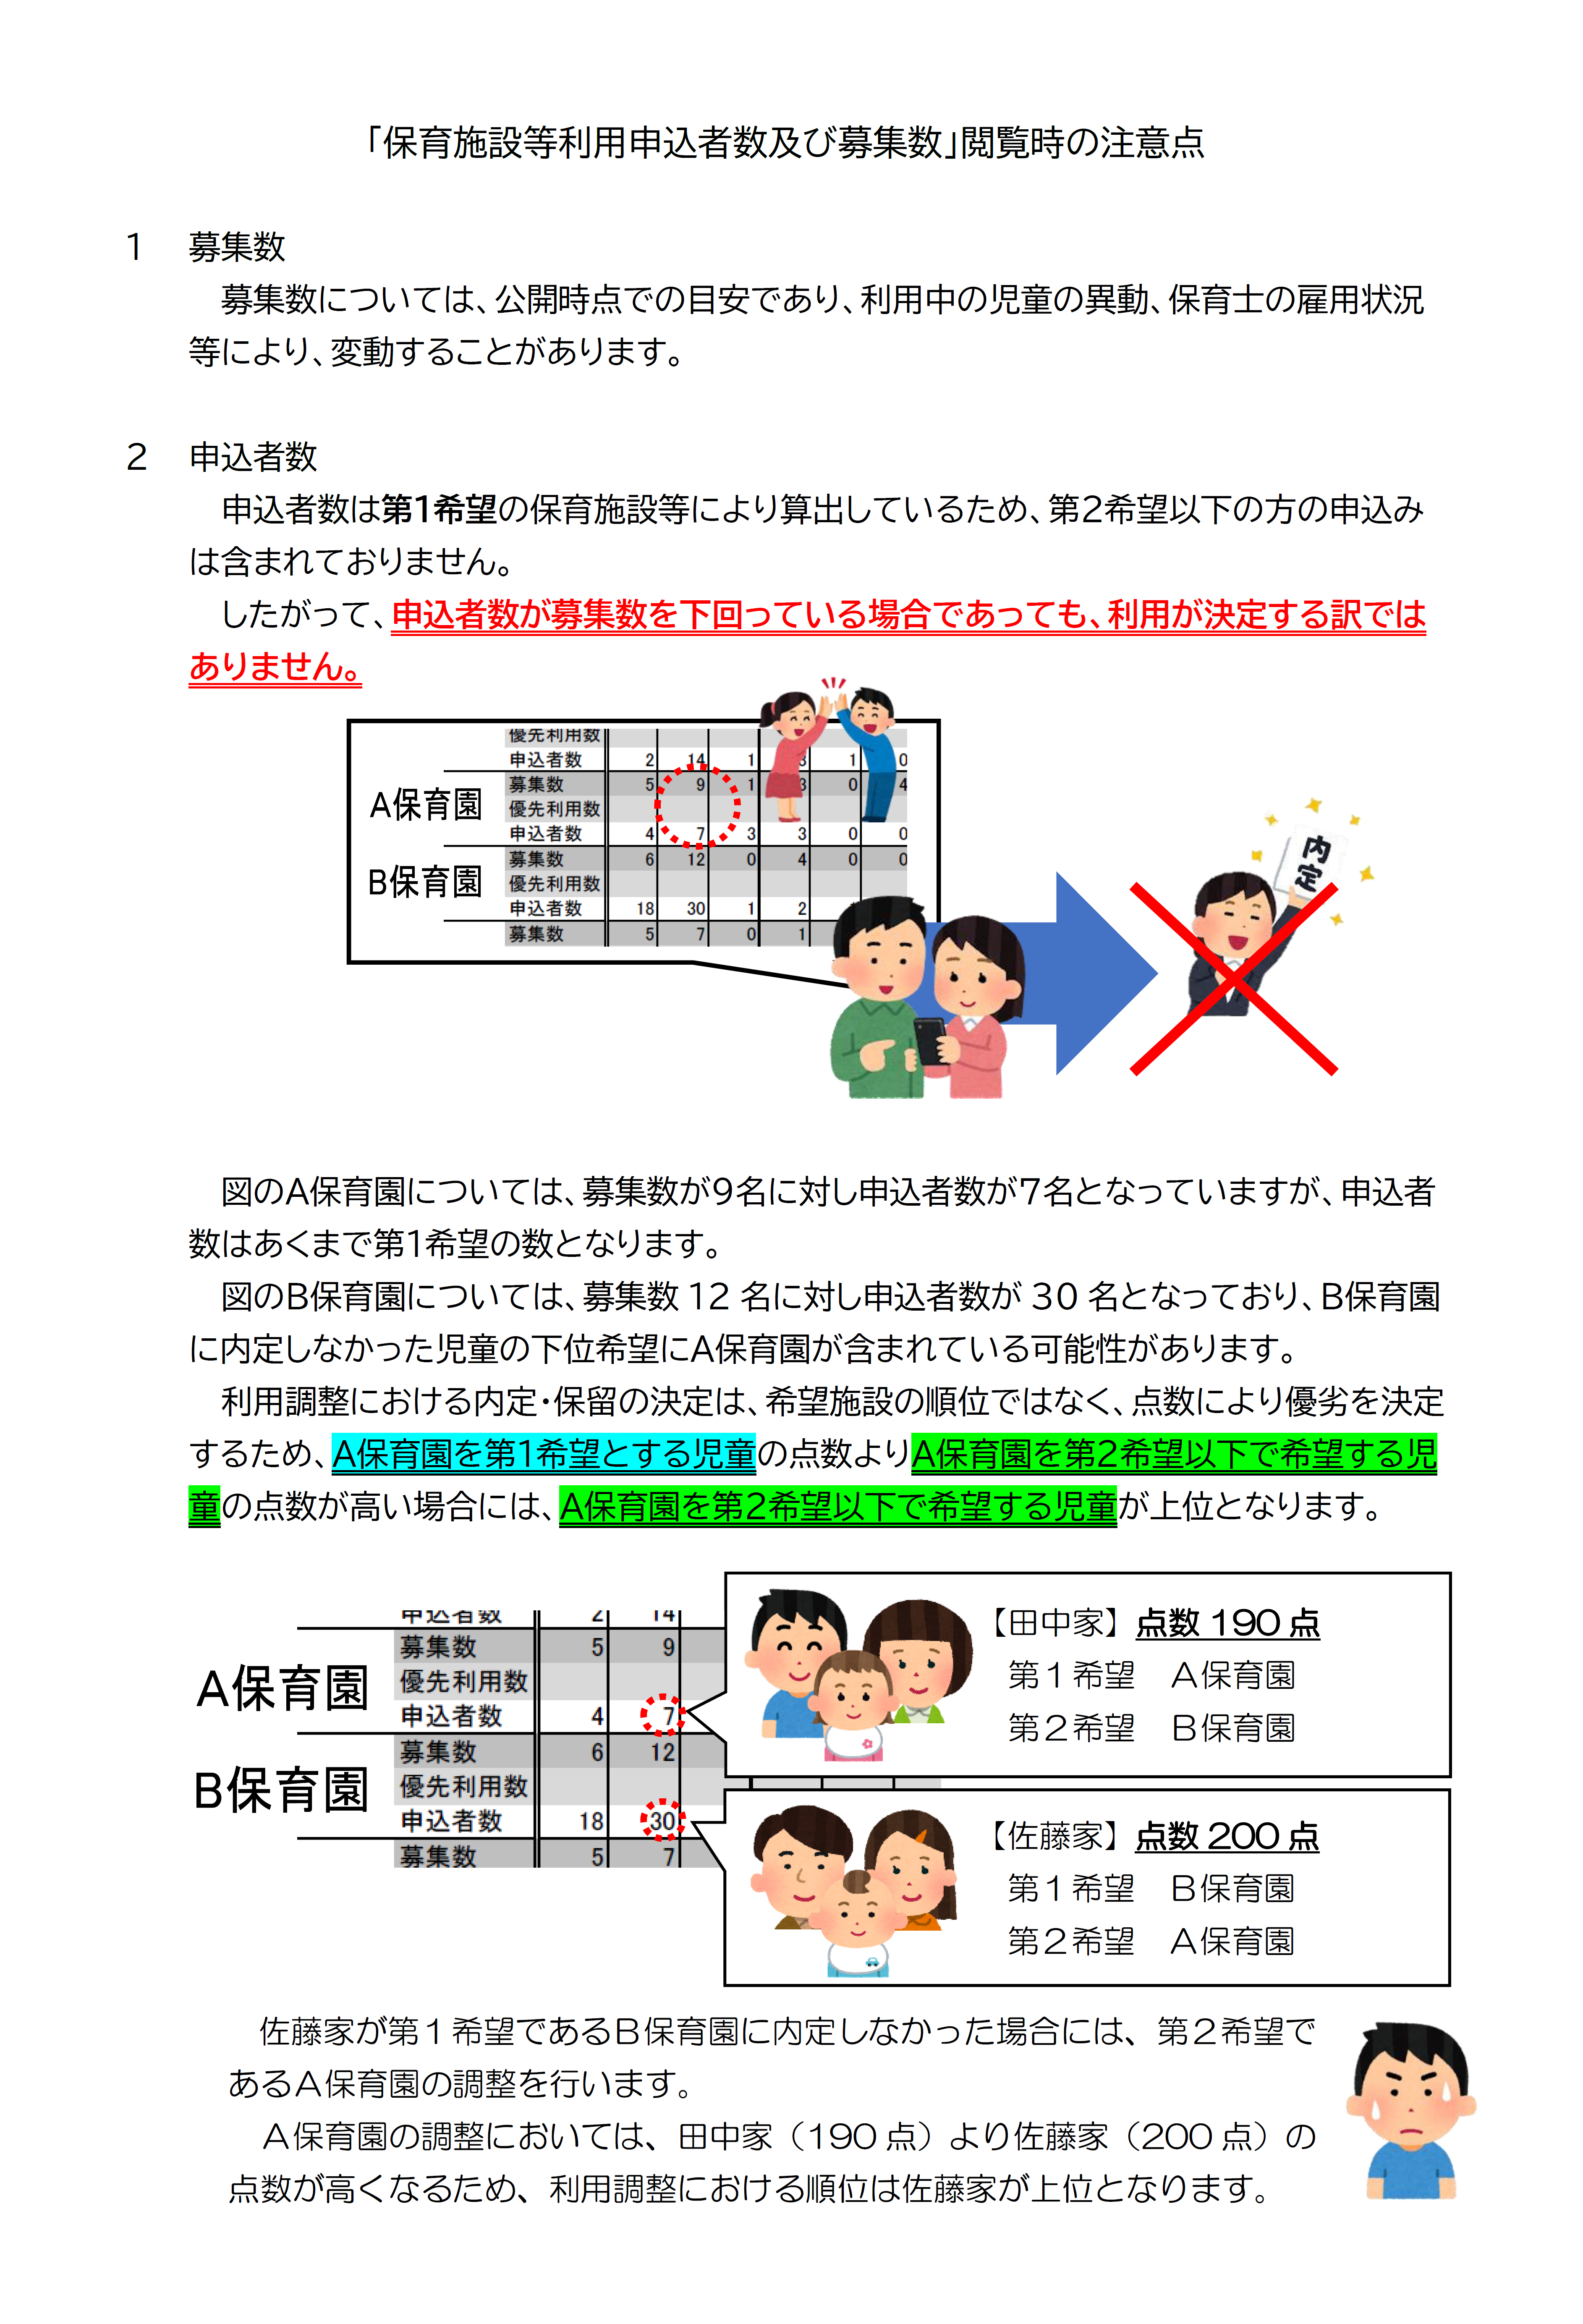 「保育施設等利用申込者数及び募集数」閲覧時の注意点
１　募集数
募集数については、公開時点での目安であり、利用中の児童の異動、保育士の雇用状況
等により、変動することがあります。
２　申込者数
申込者数は第１希望の保育施設等により算出しているため、第２希望以下の方の申込み
は含まれておりません。
したがって、申込者数が募集数を下回っている場合であっても、利用が決定する訳では
ありません。
優先利用数
申込者数 2 14 1 3 1 0
A保育園
募集数 5 9 1 3 0 4
優先利用数
申込者数 4 7 3 3 0 0
B保育園
募集数 6 12 0 4 0 0
優先利用数
申込者数 18 30 1 2
募集数 5 7 0 1
内定
図のA保育園については、募集数が９名に対し申込者数が７名となっていますが、申込者
数はあくまで第１希望の数となります。
図のB保育園については、募集数 12 名に対し申込者数が 30 名となっており、B保育園
に内定しなかった児童の下位希望にA保育園が含まれている可能性があります。
利用調整における内定・保留の決定は、希望施設の順位ではなく、点数により優劣を決定
するため、A保育園を第１希望とする児童の点数よりA保育園を第２希望以下で希望する児
童の点数が高い場合には、A保育園を第２希望以下で希望する児童が上位となります。
申込者数 2 14
A保育園
募集数 5 9
優先利用数
申込者数 4 7
B保育園
募集数 6 12
優先利用数
申込者数 18 30
募集数 5 7
【田中家】点数 190 点
第１希望　A保育園
第２希望　B保育園
【佐藤家】点数 200 点
第１希望　B保育園
第２希望　A保育園
佐藤家が第１希望であるB保育園に内定しなかった場合には、第２希望で
あるA保育園の調整を行います。
A保育園の調整においては、田中家（190 点）より佐藤家（200 点）の
点数が高くなるため、利用調整における順位は佐藤家が上位となります。